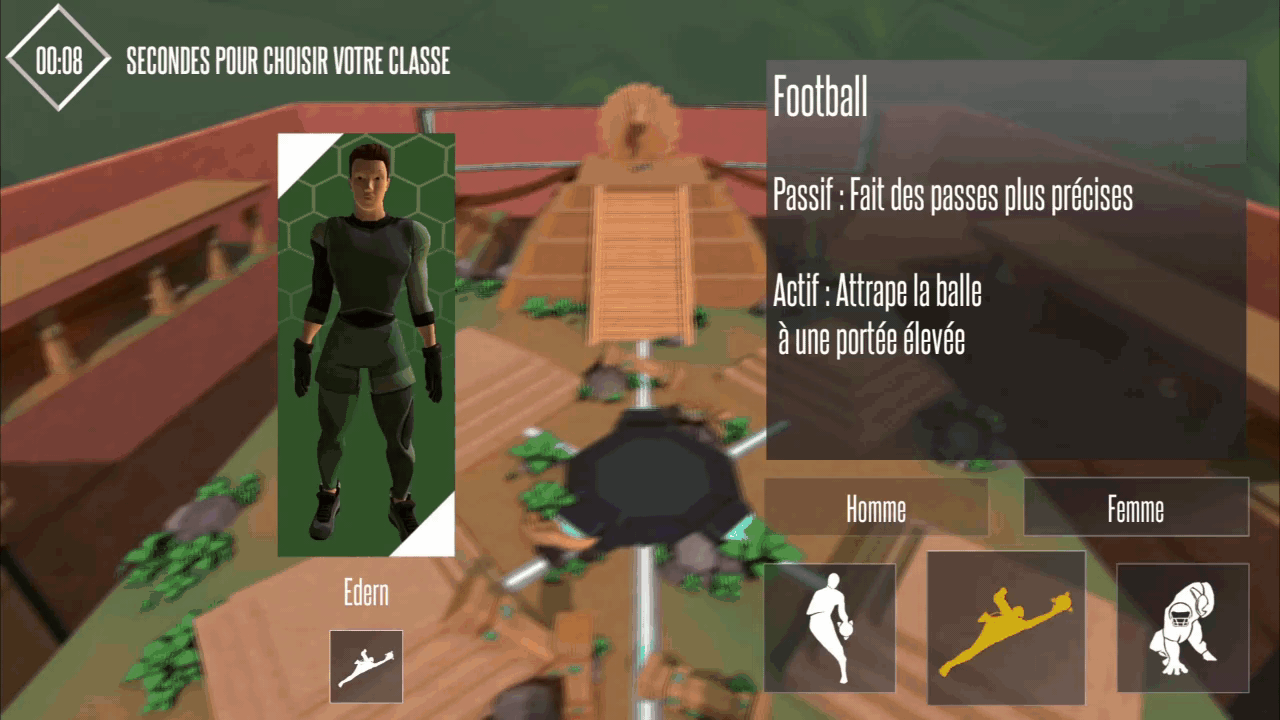 00:08
SECONDES POUR CHOISIR VOTRE CLASSE
Football
Passif : Fait des passes plus précises
Actif : Attrape la balle
à une portée élevée
Homme
Femme
Edern